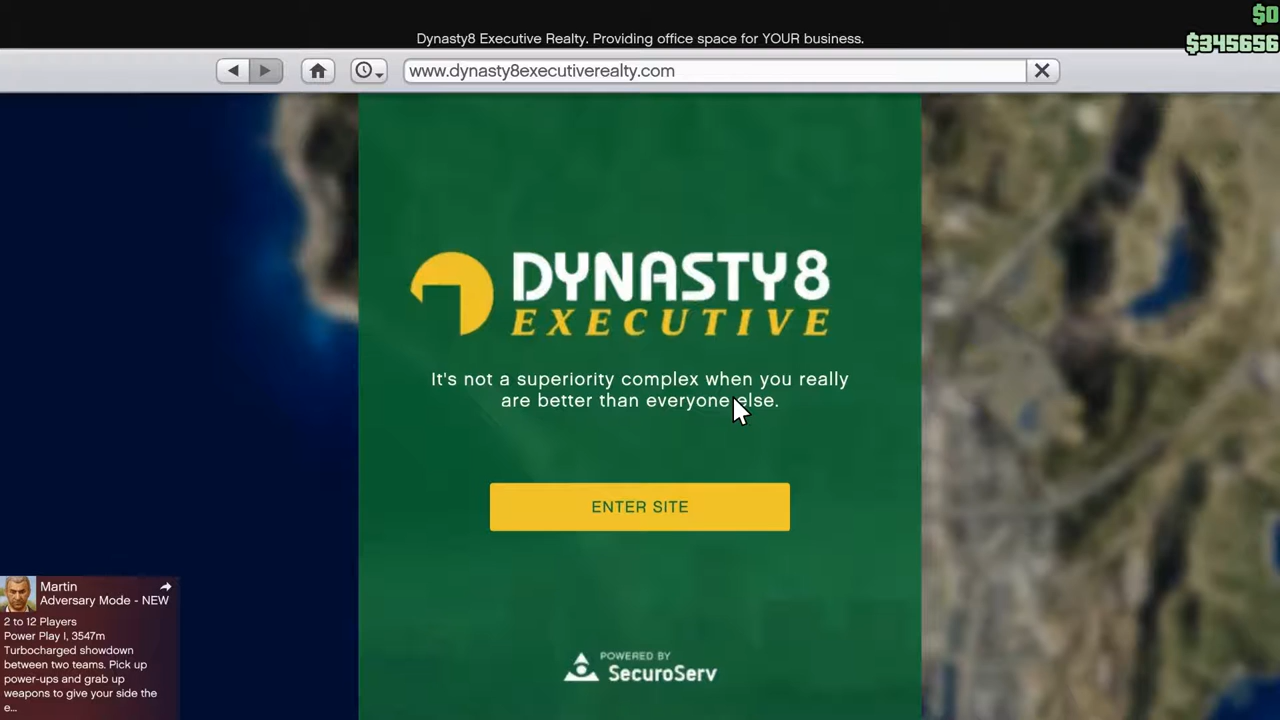 $0
$345656
Dynasty8 Executive Realty. Providing office space for YOUR business.
www.dynasty8executiverealty.com
DYNASTY 8
EXECUTIVE
It's not a superiority complex when you really
are better than everyone else.
ENTER SITE
POWERED BY
SecuroServ
Martin
Adversary Mode - NEW
2 to 12 Players
Power Play I, 3547m
Turbocharged showdown
between two teams. Pick up
power-ups and grab up
weapons to give your side the
e...